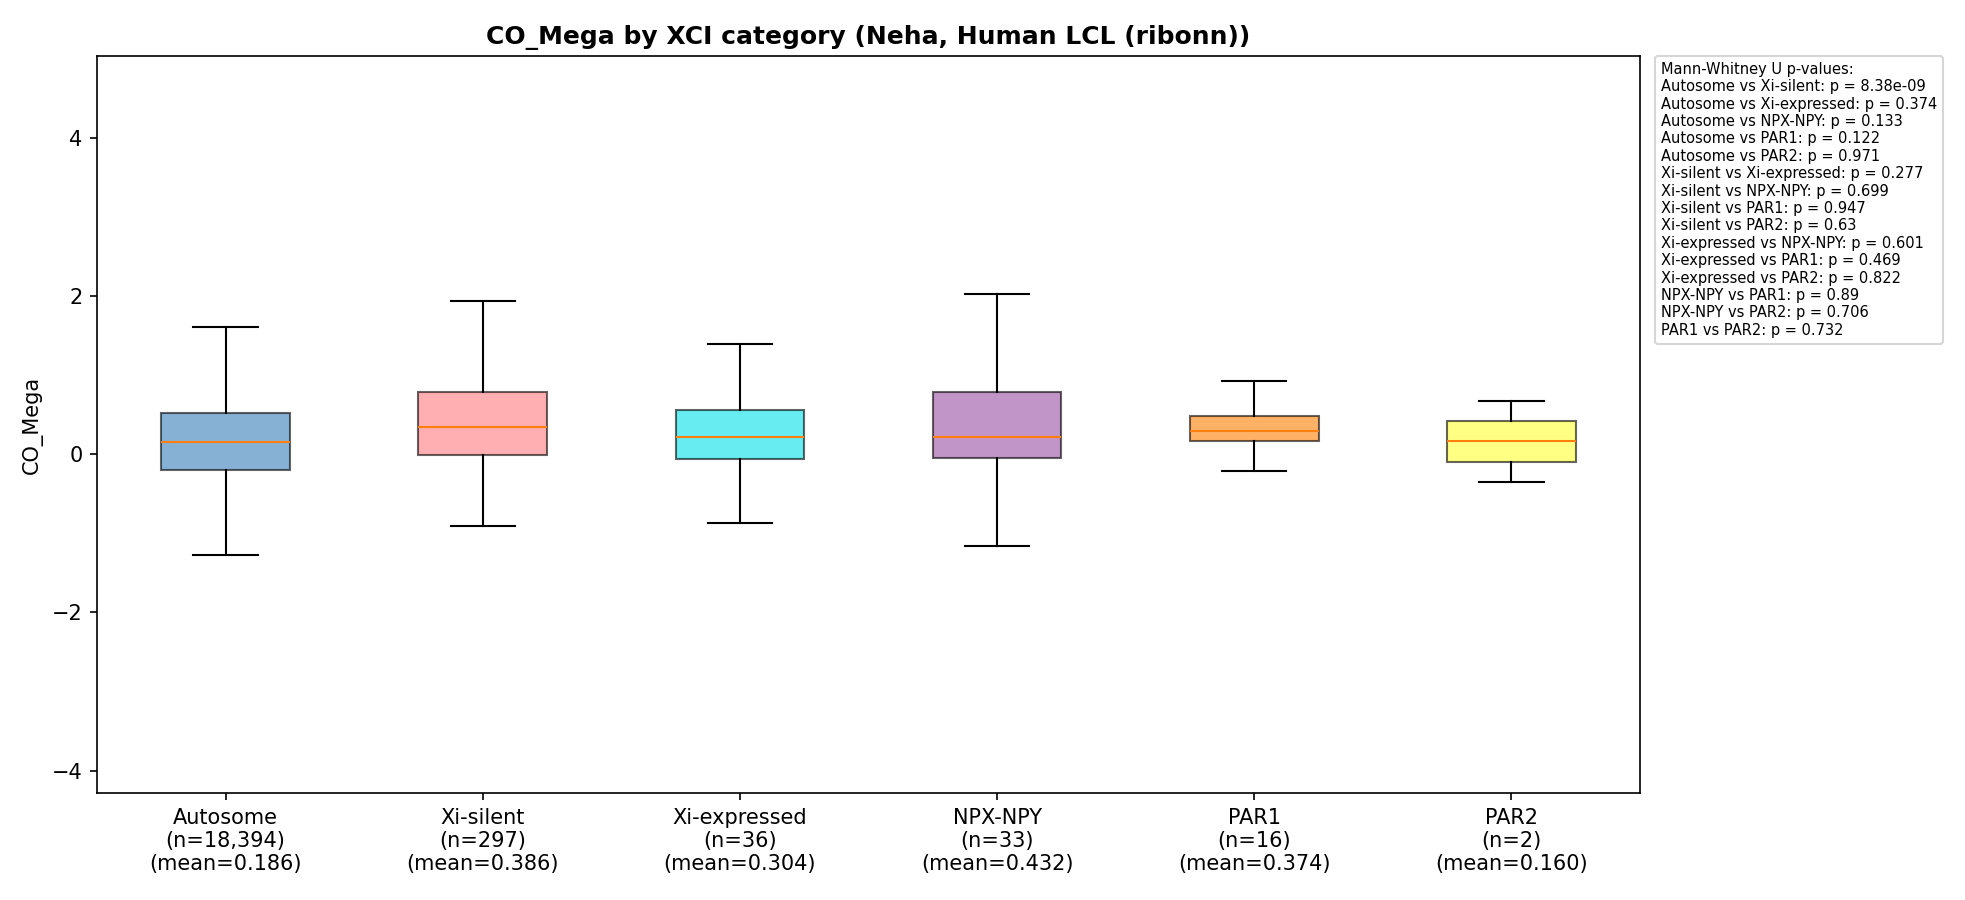 CO_Mega by XCI category (Neha, Human LCL (ribonn))
Mann-Whitney U p-values:
Autosome vs Xi-silent: p = 8.38e-09
Autosome vs Xi-expressed: p = 0.374
Autosome vs NPX-NPY: p = 0.133
Autosome vs PAR1: p = 0.122
Autosome vs PAR2: p = 0.971
Xi-silent vs Xi-expressed: p = 0.277
Xi-silent vs NPX-NPY: p = 0.699
Xi-silent vs PAR1: p = 0.947
Xi-silent vs PAR2: p = 0.63
Xi-expressed vs NPX-NPY: p = 0.601
Xi-expressed vs PAR1: p = 0.469
Xi-expressed vs PAR2: p = 0.822
NPX-NPY vs PAR1: p = 0.89
NPX-NPY vs PAR2: p = 0.706
PAR1 vs PAR2: p = 0.732
CO_Mega
4
2
0
−2
−4
Autosome
(n=18,394)
(mean=0.186)
Xi-silent
(n=297)
(mean=0.386)
Xi-expressed
(n=36)
(mean=0.304)
NPX-NPY
(n=33)
(mean=0.432)
PAR1
(n=16)
(mean=0.374)
PAR2
(n=2)
(mean=0.160)